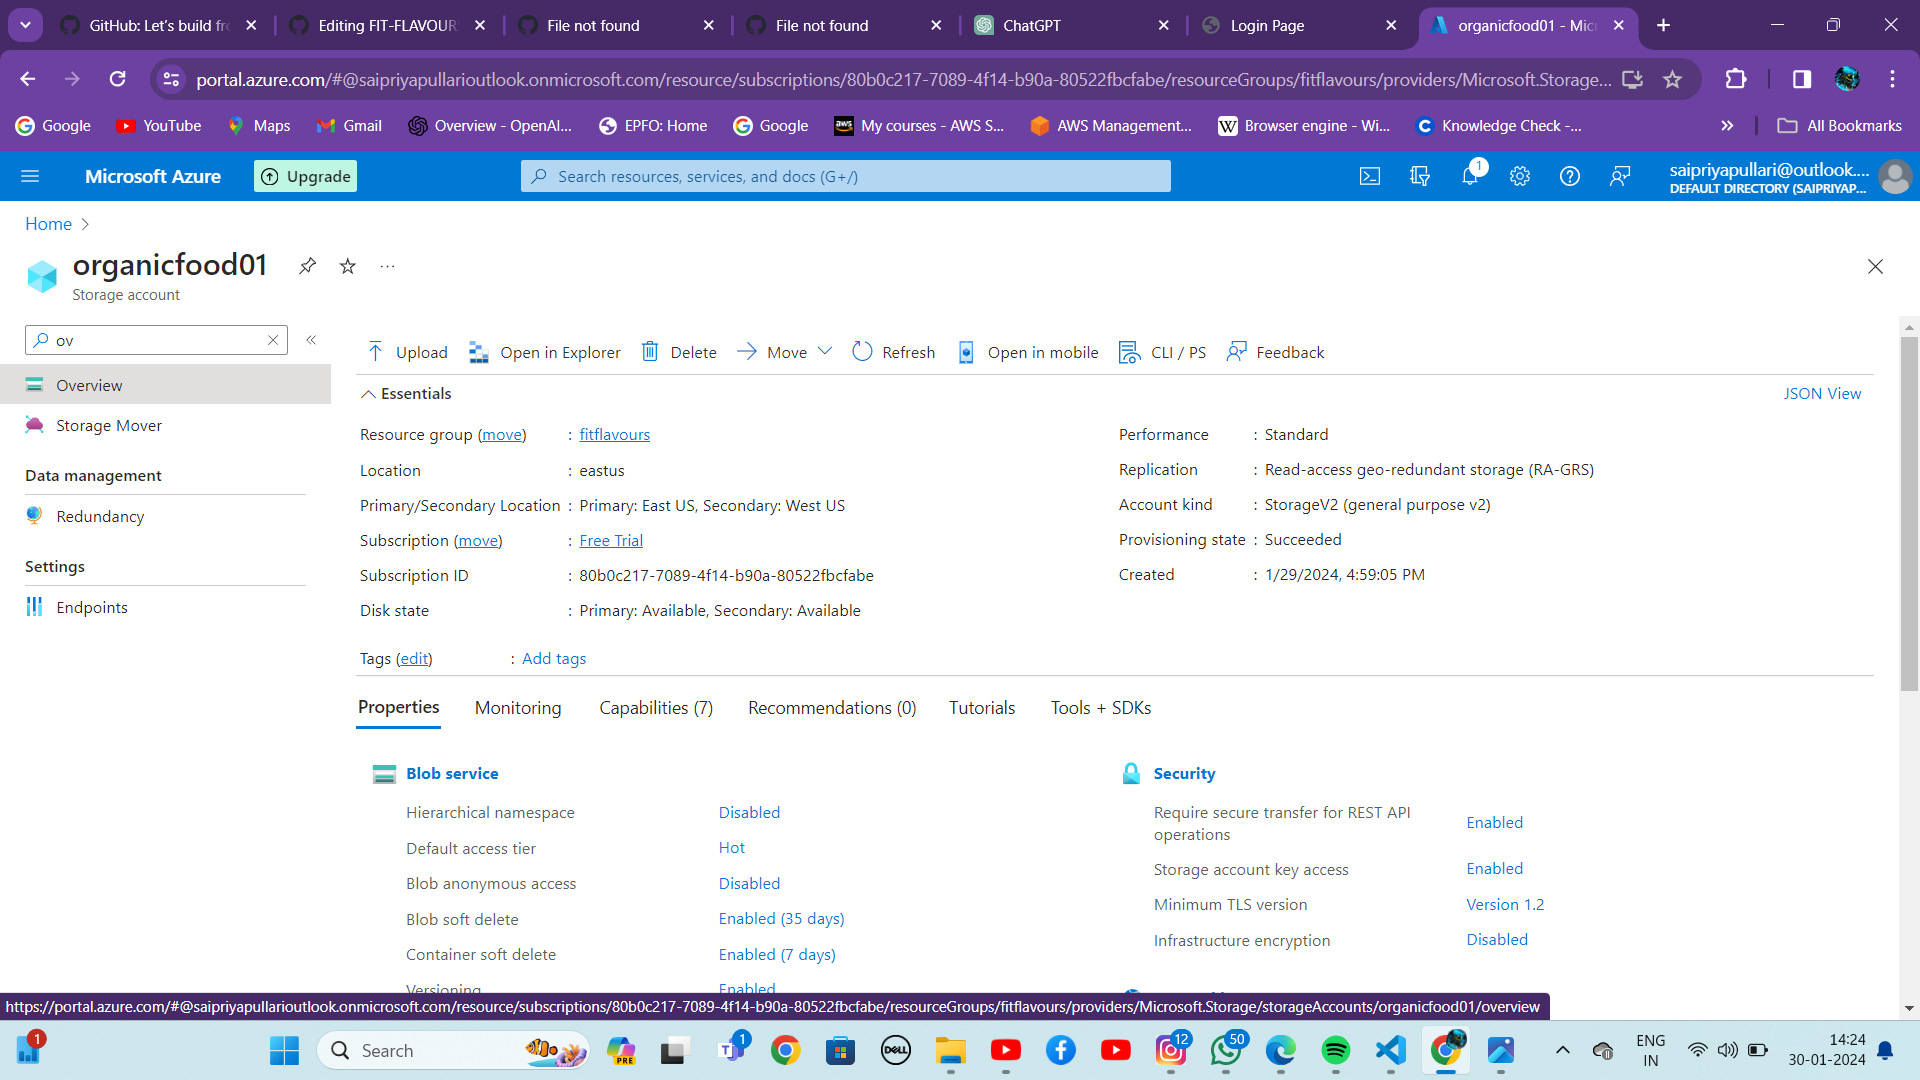 GitHub: Let's build fr
Editing FIT-FLAVOUR
File not found
File not found
ChatGPT
Login Page
organicfood01 - Mic
portal.azure.com/#@saipriyapullarioutlook.onmicrosoft.com/resource/subscriptions/80b0c217-7089-4f14-b90a-80522fbcfabe/resourceGroups/fitflavours/providers/Microsoft.Storage...
Google
YouTube
Maps
Gmail
Overview - OpenAI...
EPFO: Home
Google
aws
My courses - AWS S...
AWS Management...
W
Browser engine - Wi...
Knowledge Check -...
All Bookmarks
Microsoft Azure
Upgrade
Search resources, services, and docs (G+/)
1
saipriyapullari@outlook....
DEFAULT DIRECTORY (SAIPRIYAP...
Home
organicfood01
Storage account
ov
Overview
Storage Mover
Data management
Redundancy
Settings
Endpoints
Upload
Open in Explorer
Delete
Move
Refresh
Open in mobile
CLI / PS
Feedback
Essentials
JSON View
Resource group (move) : fitflavours
Location : eastus
Primary/Secondary Location : Primary: East US, Secondary: West US
Subscription (move) : Free Trial
Subscription ID : 80b0c217-7089-4f14-b90a-80522fbcfabe
Disk state : Primary: Available, Secondary: Available
Performance : Standard
Replication : Read-access geo-redundant storage (RA-GRS)
Account kind : StorageV2 (general purpose v2)
Provisioning state : Succeeded
Created : 1/29/2024, 4:59:05 PM
Tags (edit) : Add tags
Properties
Monitoring
Capabilities (7)
Recommendations (0)
Tutorials
Tools + SDKs
Blob service
Hierarchical namespace Disabled
Default access tier Hot
Blob anonymous access Disabled
Blob soft delete Enabled (35 days)
Container soft delete Enabled (7 days)
Versioning Enabled
Security
Require secure transfer for REST API
operations
Enabled
Storage account key access Enabled
Minimum TLS version Version 1.2
Infrastructure encryption Disabled
https://portal.azure.com/#@saipriyapullarioutlook.onmicrosoft.com/resource/subscriptions/80b0c217-7089-4f14-b90a-80522fbcfabe/resourceGroups/fitflavours/providers/Microsoft.Storage/storageAccounts/organicfood01/overview
1
Search
PRE
1
DELL
12
50
ENG
IN
14:24
30-01-2024